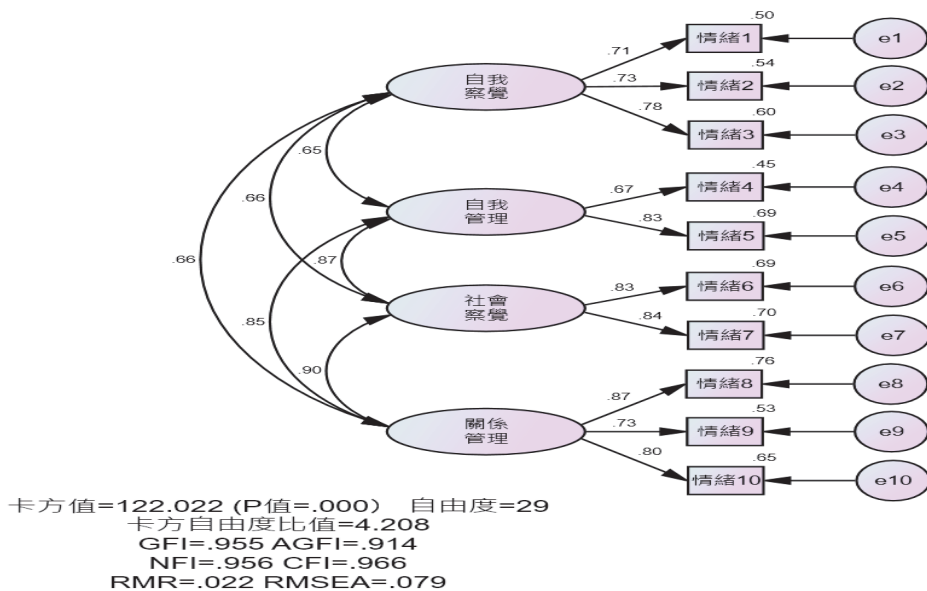 .50
.71
情緒1
e1
自我
察覺
.54
.73
情緒2
e2
.60
.78
情緒3
e3
.65
.45
.67
情緒4
e4
.66
自我
管理
.69
.83
情緒5
e5
.66
.87
.69
.83
情緒6
e6
社會
察覺
.70
.85
.84
情緒7
e7
.90
.76
.87
情緒8
e8
關係
管理
.53
.73
情緒9
e9
.65
.80
情緒10
e10
卡方值=122.022 (P值=.000) 自由度=29
卡方自由度比值=4.208
GFI=.955 AGFI=.914
NFI=.956 CFI=.966
RMR=.022 RMSEA=.079